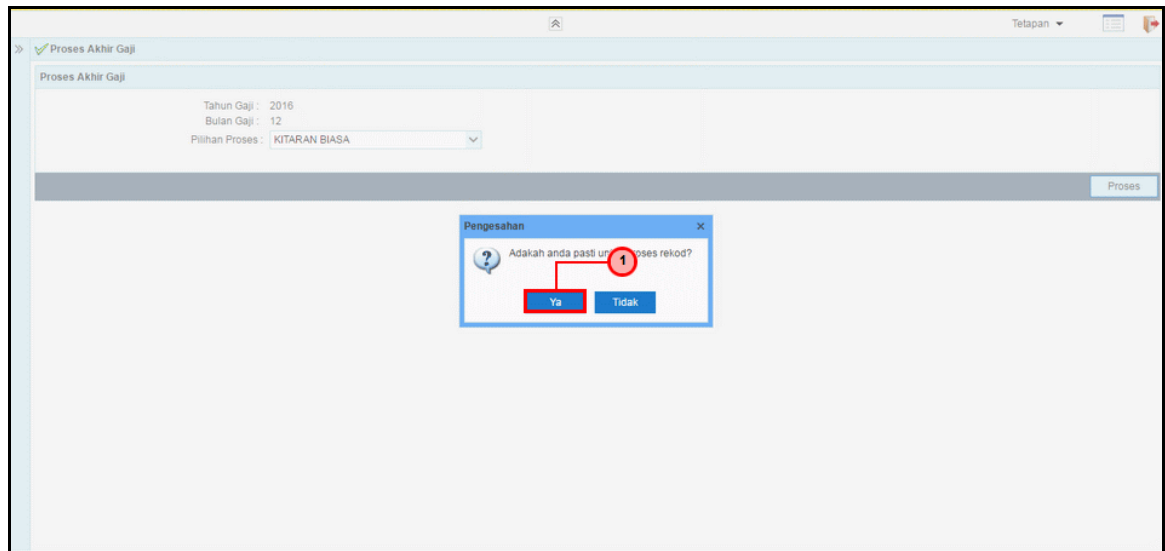 Tetapan
Proses Akhir Gaji
Proses Akhir Gaji
Tahun Gaji : 2016
Bulan Gaji : 12
Pilihan Proses : KITARAN BIASA
Proses
Pengesahan
Adakah anda pasti rekod?
1
Ya Tidak